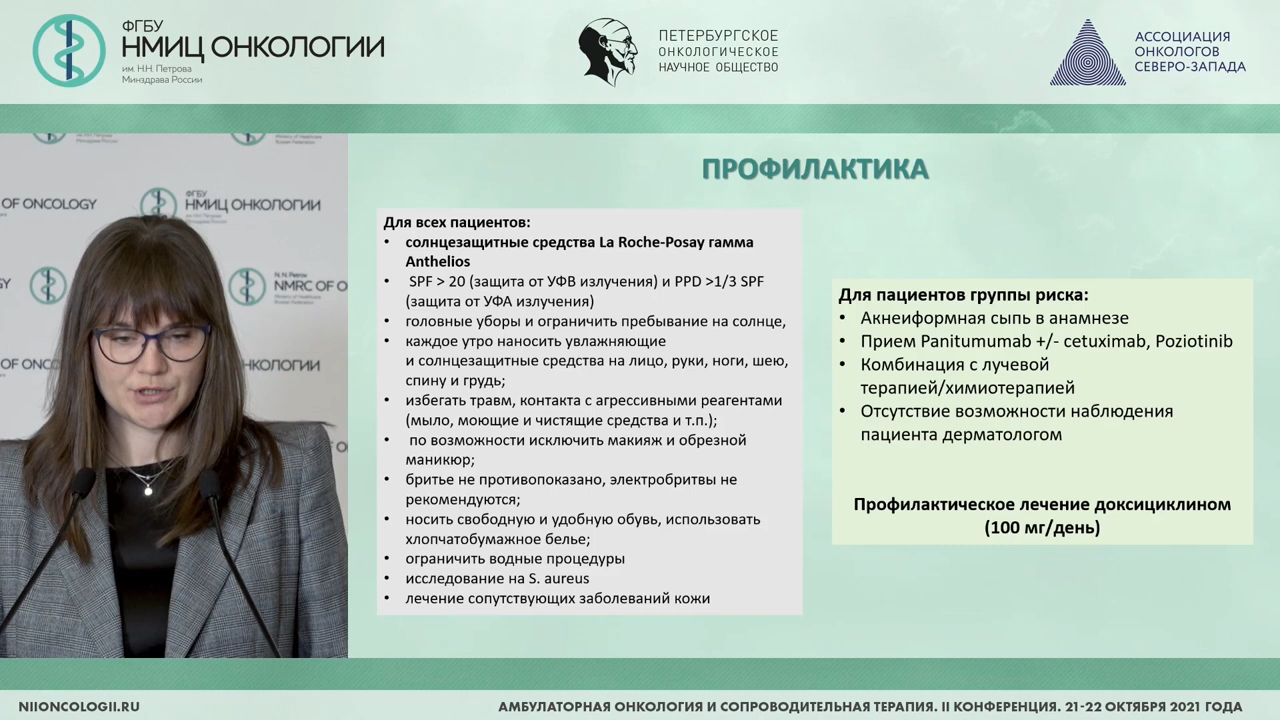 ФГБУ
НМИЦ ОНКОЛОГИИ
им. Н.Н. Петрова
Минздрава России
ПЕТЕРБУРГСКОЕ
ОНКОЛОГИЧЕСКОЕ
НАУЧНОЕ ОБЩЕСТВО
АССОЦИАЦИЯ
ОНКОЛОГОВ
СЕВЕРО-ЗАПАДА
OF ONCOLOGY
ФГБУ
НМИЦ ОНКОЛОГИИ
N. N. Petrov
NMRC OF O
ОНКОЛОГИИ
ПРОФИЛАКТИКА
Для всех пациентов:
• солнцезащитные средства La Roche-Posay гамма
Anthelios
• SPF > 20 (защита от УФВ излучения) и PPD >1/3 SPF
(защита от УФА излучения)
• головные уборы и ограничить пребывание на солнце,
• каждое утро наносить увлажняющие
и солнцезащитные средства на лицо, руки, ноги, шею,
спину и грудь;
• избегать травм, контакта с агрессивными реагентами
(мыло, моющие и чистящие средства и т.п.);
• по возможности исключить макияж и обрезной
маникюр;
• бритье не противопоказано, электробритвы не
рекомендуются;
• носить свободную и удобную обувь, использовать
хлопчатобумажное белье;
• ограничить водные процедуры
• исследование на S. aureus
• лечение сопутствующих заболеваний кожи
Для пациентов группы риска:
• Акнеиформная сыпь в анамнезе
• Прием Panitumumab +/- cetuximab, Poziotinib
• Комбинация с лучевой
терапией/химиотерапией
• Отсутствие возможности наблюдения
пациента дерматологом
Профилактическое лечение доксициклином
(100 мг/день)
NIIONCOLOGII.RU
АМБУЛАТОРНАЯ ОНКОЛОГИЯ И СОПРОВОДИТЕЛЬНАЯ ТЕРАПИЯ. II КОНФЕРЕНЦИЯ. 21-22 ОКТЯБРЯ 2021 ГОДА